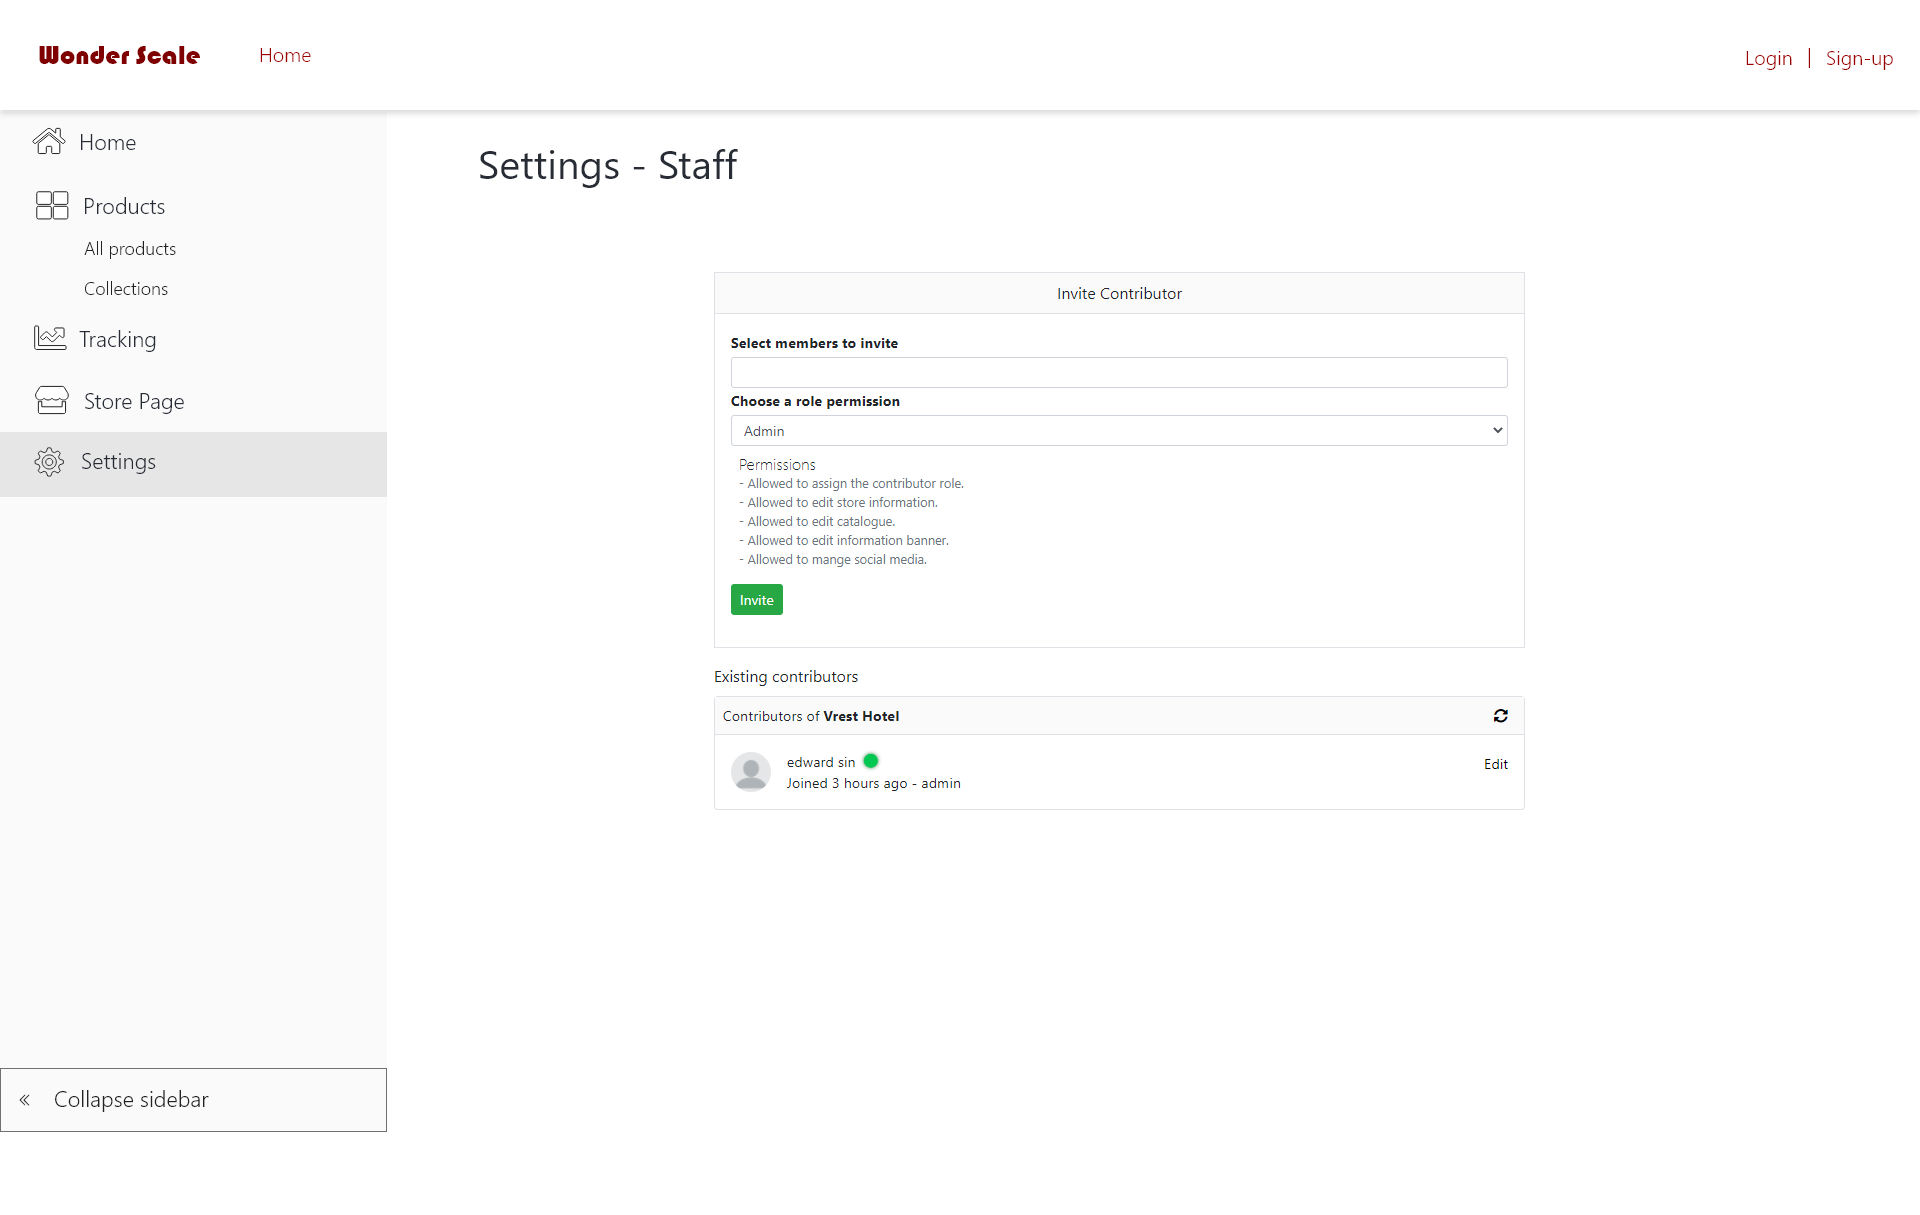 Wonder Scale
Home
Login | Sign-up
Home
Products
All products
Collections
Tracking
Store Page
Settings
« Collapse sidebar
Settings - Staff
Invite Contributor
Select members to invite
Choose a role permission
Admin
Permissions
- Allowed to assign the contributor role.
- Allowed to edit store information.
- Allowed to edit catalogue.
- Allowed to edit information banner.
- Allowed to mange social media.
Invite
Existing contributors
Contributors of Vrest Hotel
edward sin
Joined 3 hours ago - admin
Edit